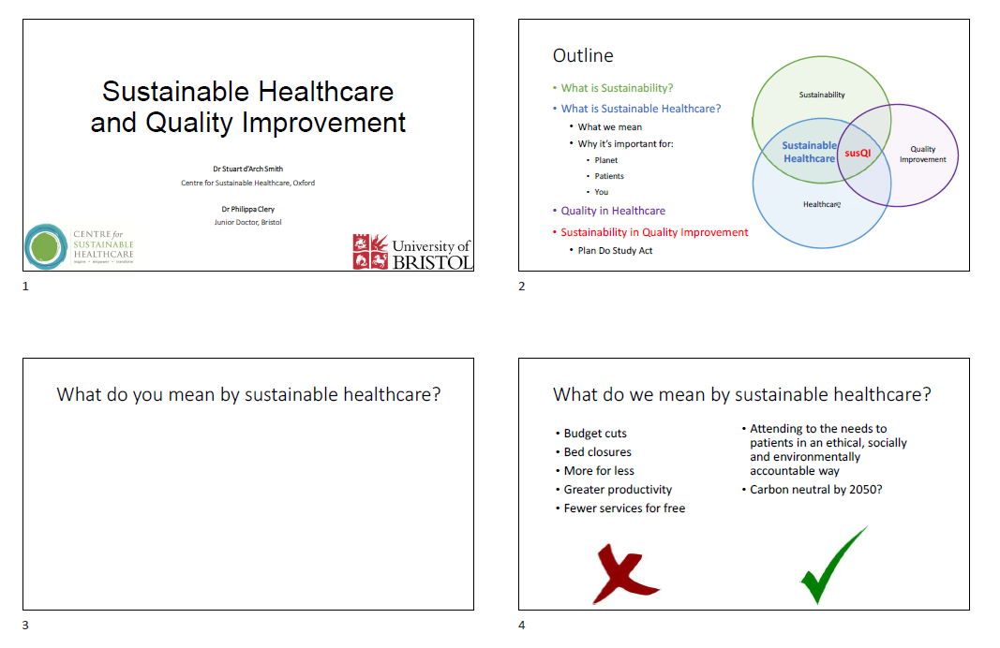 Sustainable Healthcare
and Quality Improvement
Dr Stuart d'Arch Smith
Centre for Sustainable Healthcare, Oxford
Dr Philippa Clery
Junior Doctor, Bristol
CENTRE for
SUSTAINABLE
HEALTHCARE
inspire • empower • transform
University of
BRISTOL
1
Outline
• What is Sustainability?
• What is Sustainable Healthcare?
• What we mean
• Why it's important for:
• Planet
• Patients
• You
• Quality in Healthcare
• Sustainability in Quality Improvement
• Plan Do Study Act
Sustainability
Sustainable
Healthcare
susQI
Quality
Improvement
Healthcare
2
What do you mean by sustainable healthcare?
3
What do we mean by sustainable healthcare?
• Budget cuts
• Bed closures
• More for less
• Greater productivity
• Fewer services for free
• Attending to the needs to
patients in an ethical, socially
and environmentally
accountable way
• Carbon neutral by 2050?
4